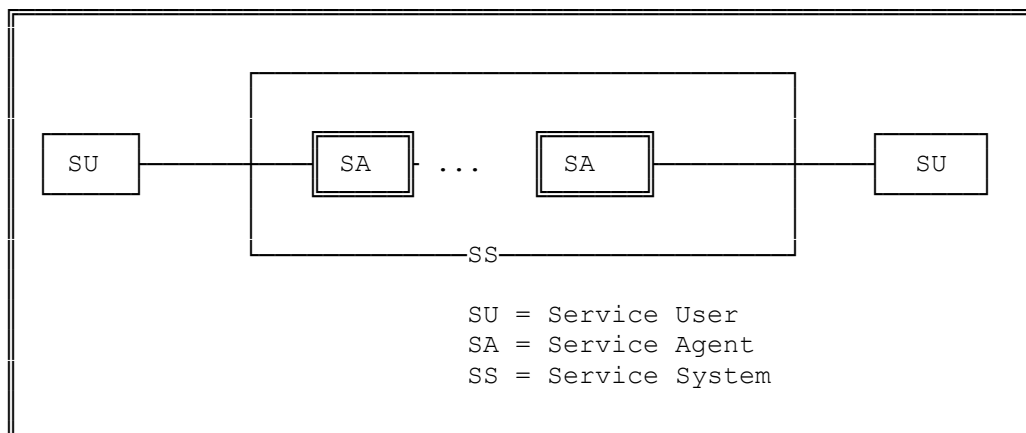 SU SA ... SA SU
SS
SU = Service User
SA = Service Agent
SS = Service System